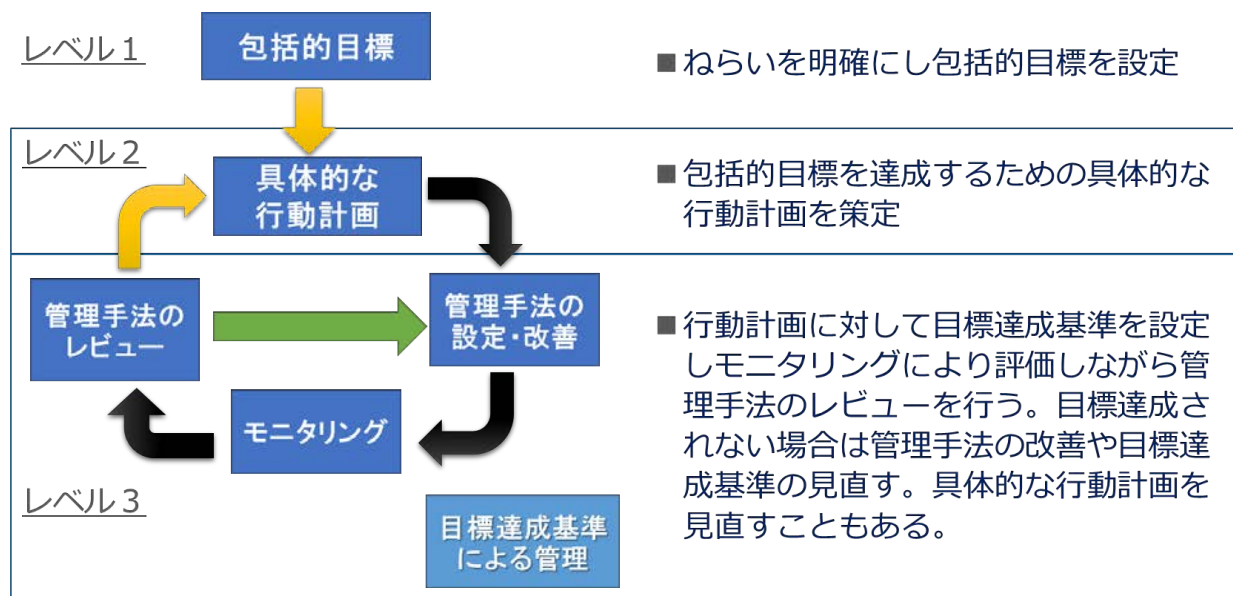 レベル１
包括的目標
■ねらいを明確にし包括的目標を設定
レベル２
具体的な
行動計画
■包括的目標を達成するための具体的な
行動計画を策定
管理手法の
レビュー
管理手法の
設定・改善
モニタリング
レベル３
目標達成基準
による管理
■行動計画に対して目標達成基準を設定
しモニタリングにより評価しながら管
理手法のレビューを行う。目標達成さ
れない場合は管理手法の改善や目標達
成基準の見直す。具体的な行動計画を
見直すこともある。